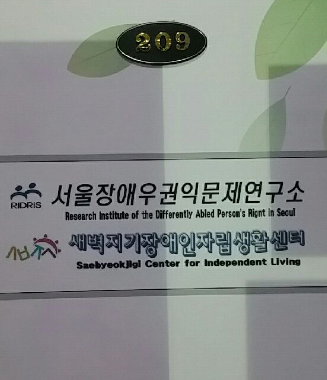 209
RIDRIS 서울장애우권익문제연구소
Research Institute of the Differently Abled Person's Right in Seoul
새벽지기 새벽지기장애인자립생활센터
Saebyeokjigi Center for Independent Living